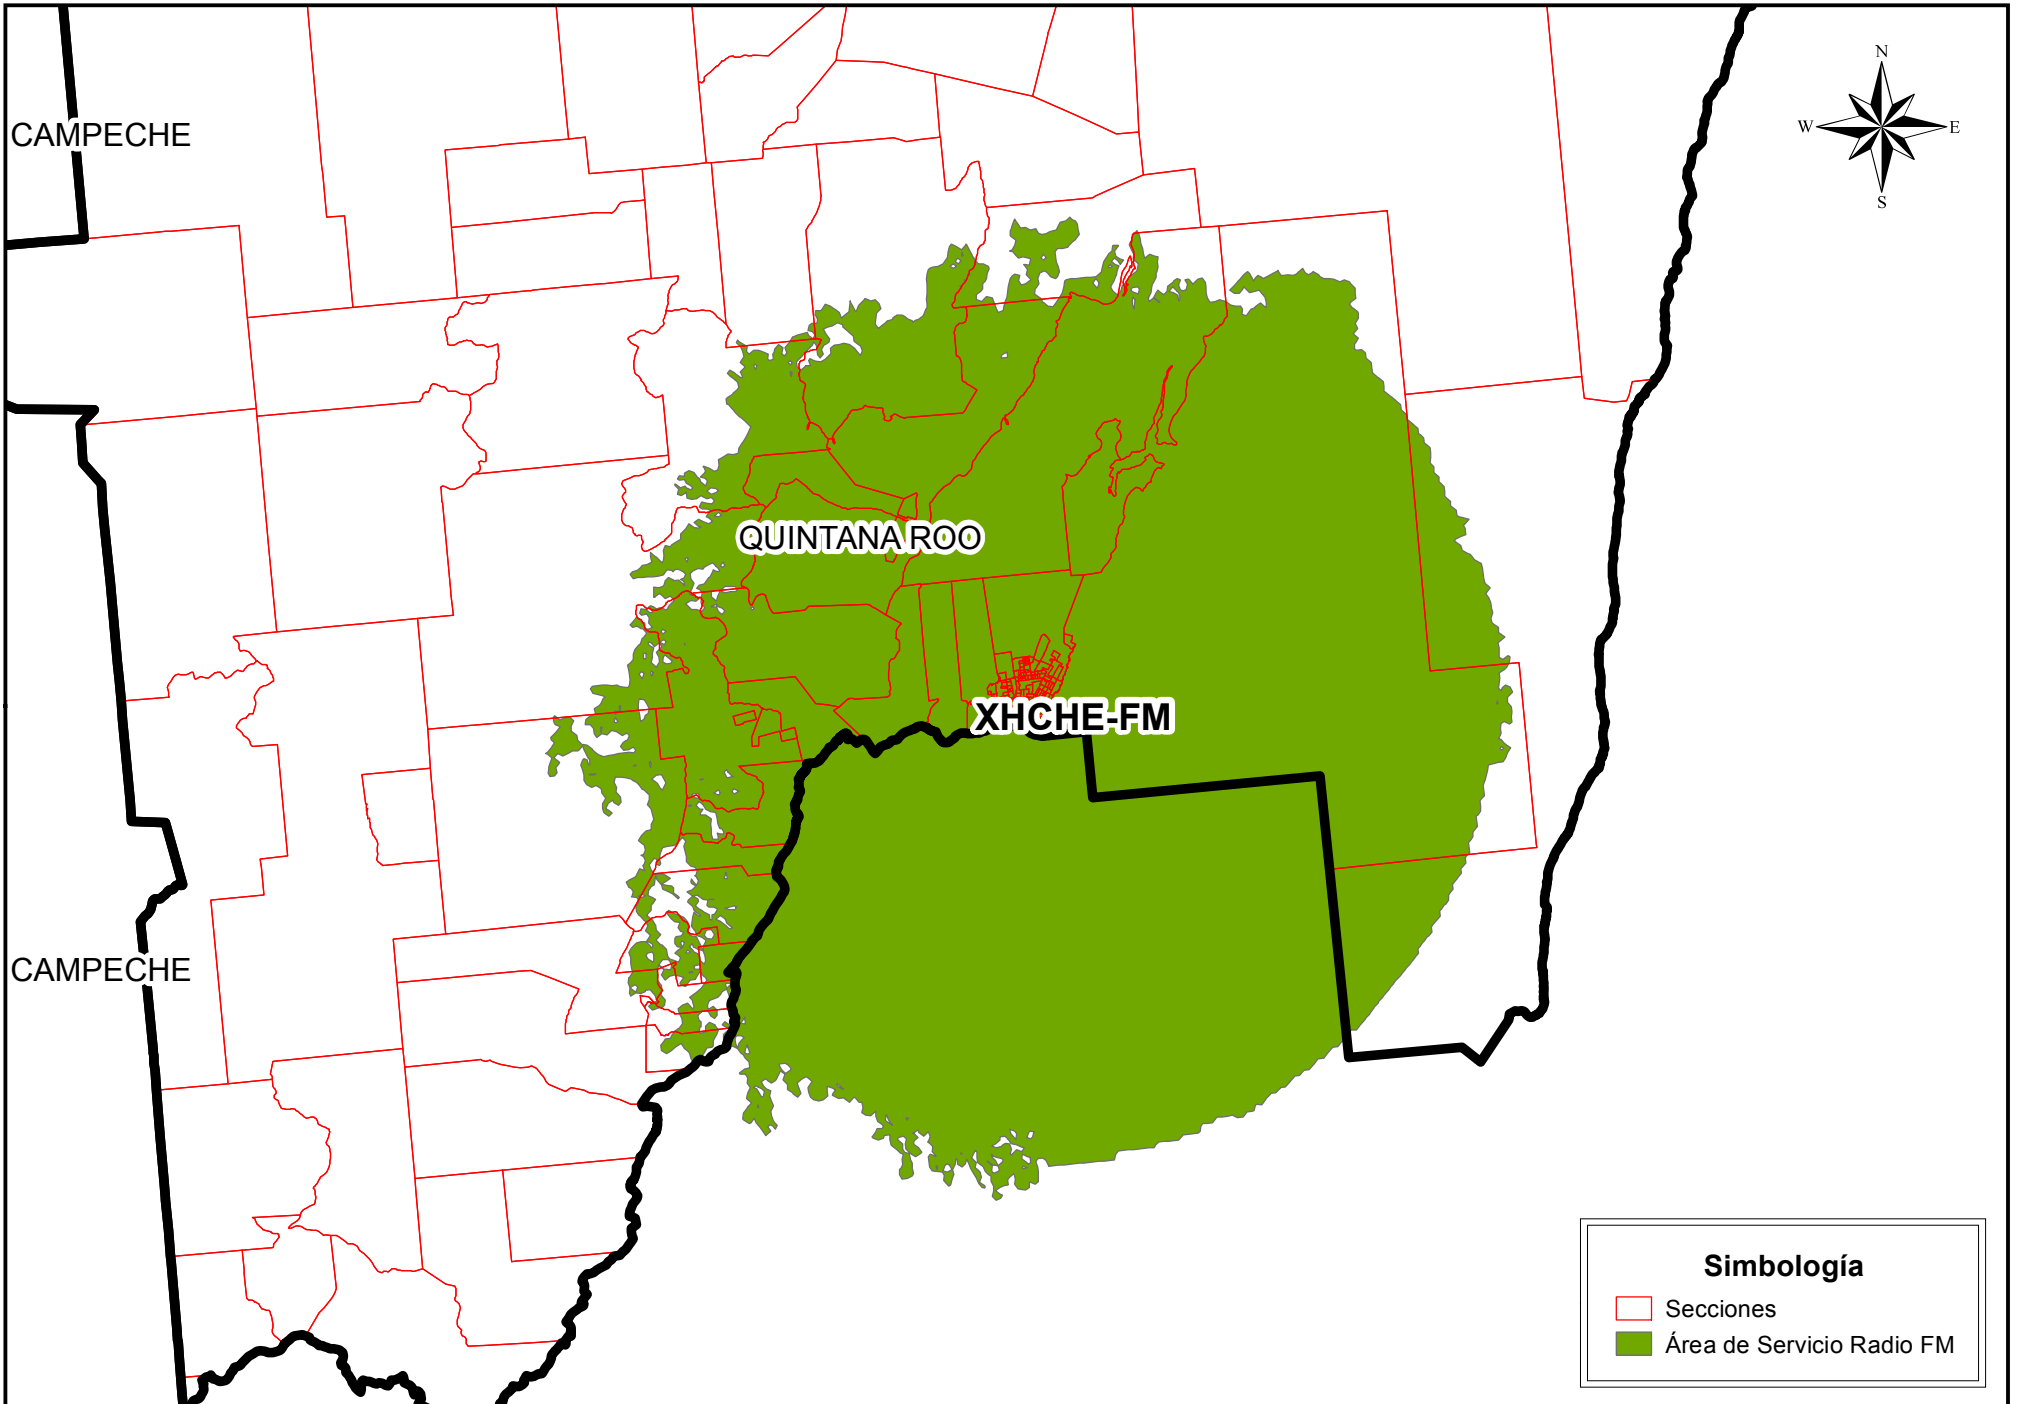 N
W E
S
CAMPECHE
QUINTANA ROO
XHCHE-FM
CAMPECHE
Simbología
Secciones
Área de Servicio Radio FM